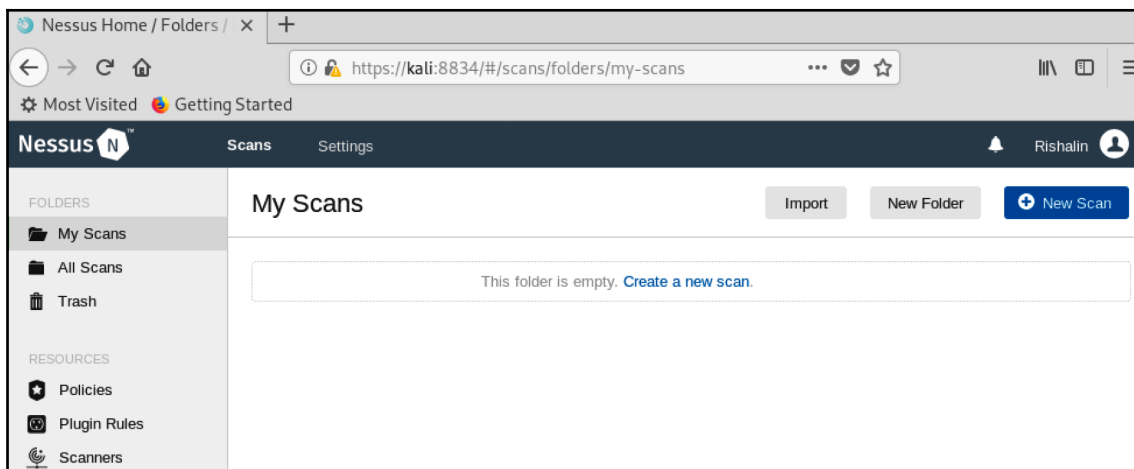 Nessus Home / Folders /
https://kali:8834/#/scans/folders/my-scans
Most Visited Getting Started
Nessus N ™ Scans Settings Rishalin
FOLDERS
My Scans
All Scans
Trash
RESOURCES
Policies
Plugin Rules
Scanners
My Scans Import New Folder New Scan
This folder is empty. Create a new scan.